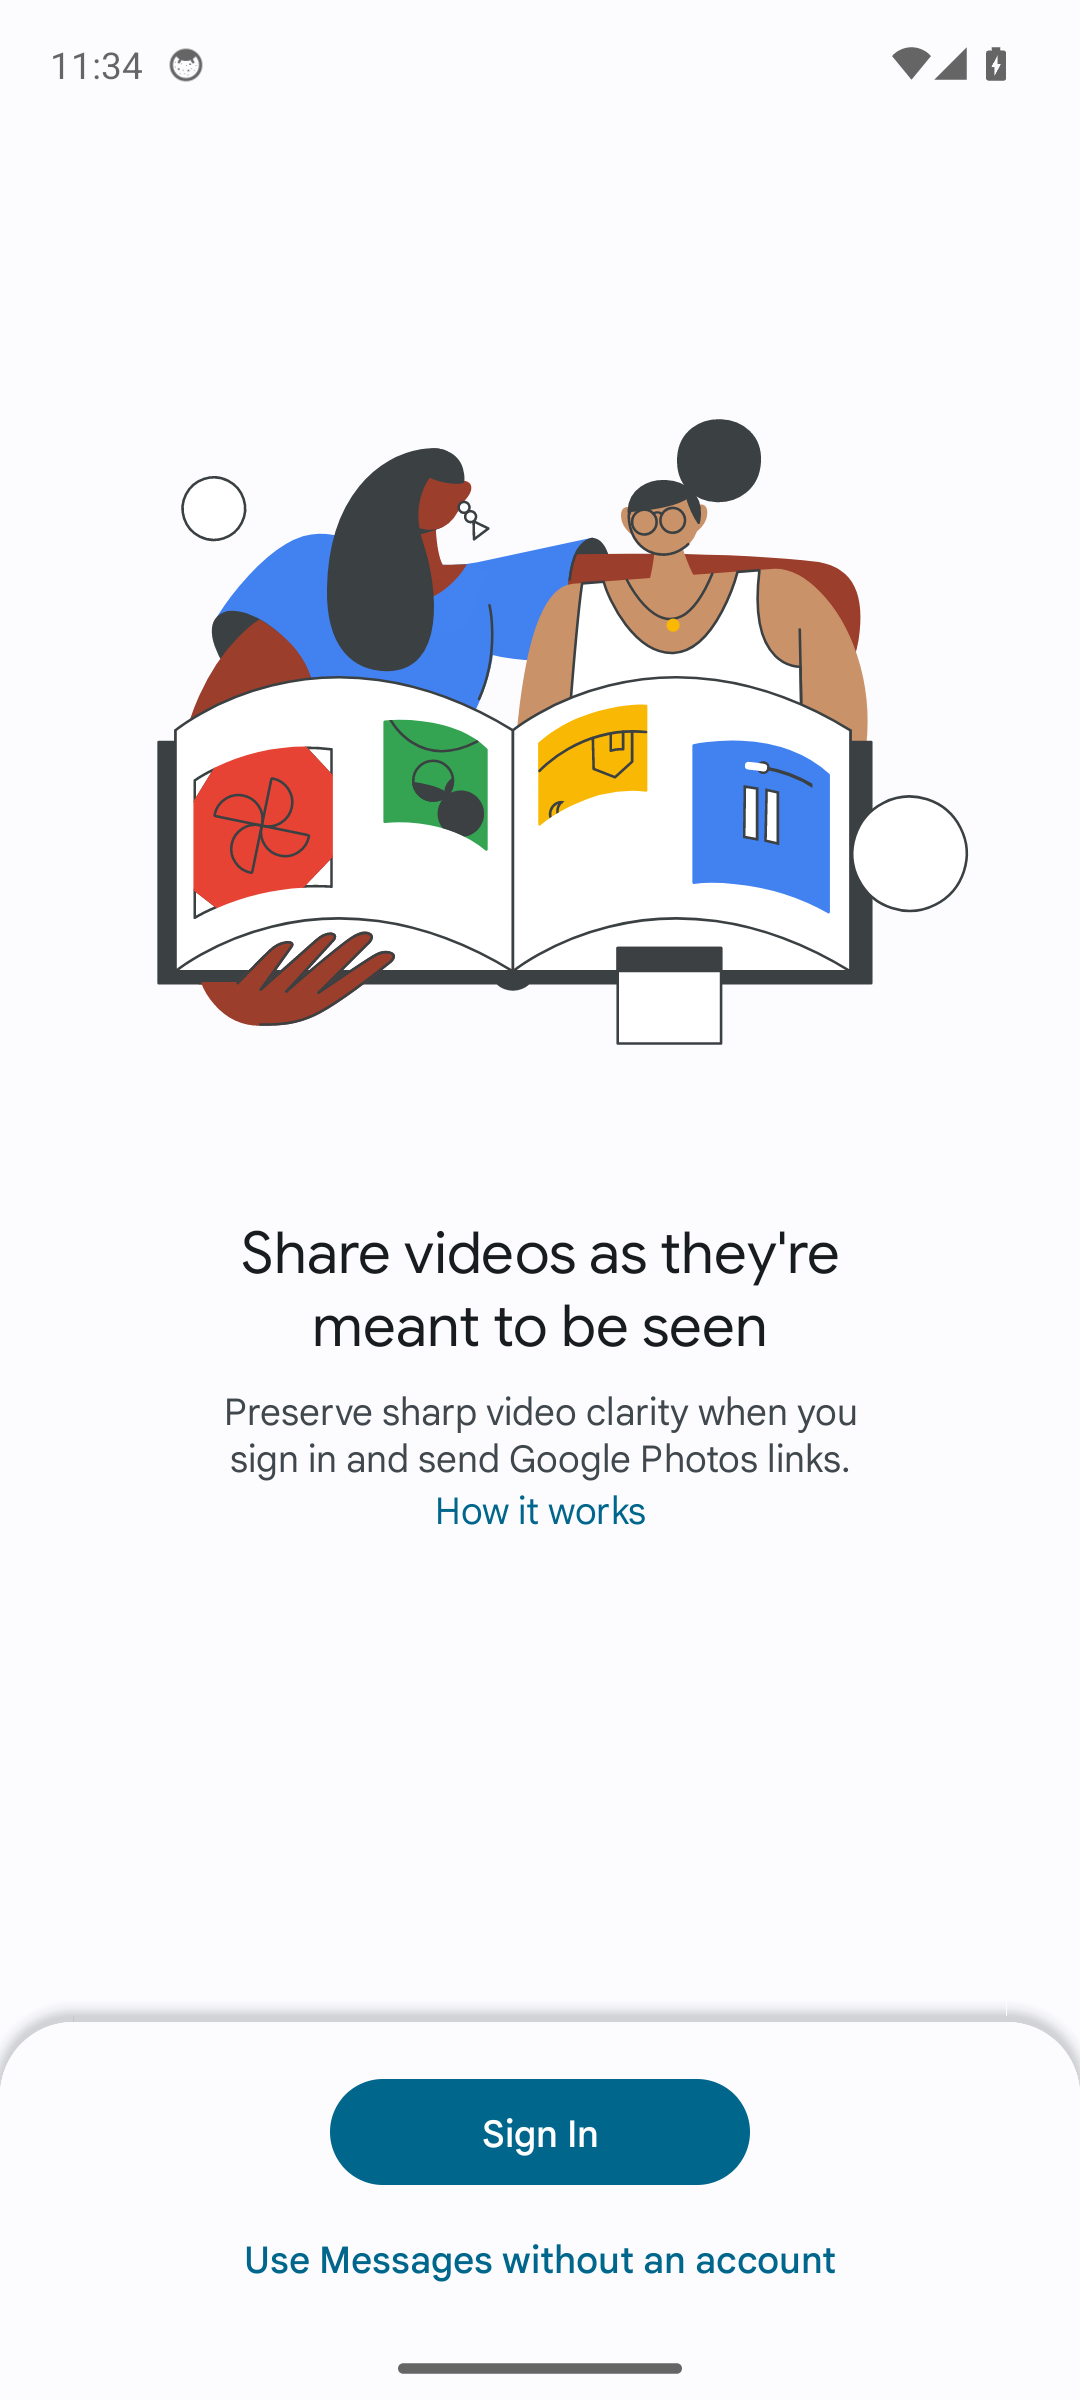 11:34
Share videos as they're
meant to be seen
Preserve sharp video clarity when you
sign in and send Google Photos links.
How it works
Sign In
Use Messages without an account